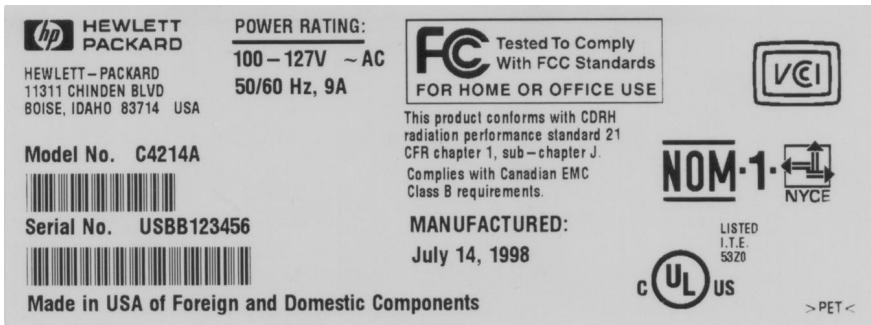 hp HEWLETT
PACKARD
HEWLETT-PACKARD
11311 CHINDEN BLVD
BOISE, IDAHO 83714 USA
Model No. C4214A
Serial No. USBB123456
Made in USA of Foreign and Domestic Components
POWER RATING:
100-127V ~ AC
50/60 Hz, 9A
FCC Tested To Comply
With FCC Standards
FOR HOME OR OFFICE USE
This product conforms with CDRH
radiation performance standard 21
CFR chapter 1, sub-chapter J.
Complies with Canadian EMC
Class B requirements.
MANUFACTURED:
July 14, 1998
VCI
NOM·1·
NYCE
LISTED
I.T.E.
53Z0
C UL US
>PET<